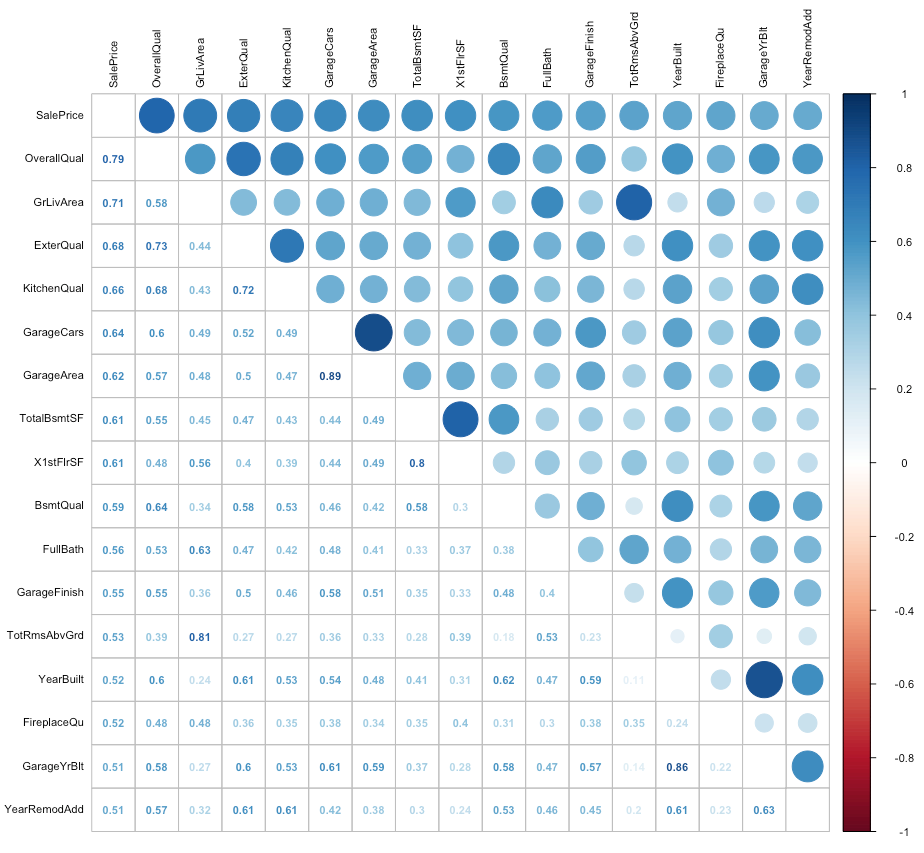 SalePrice OverallQual GrLivArea ExterQual KitchenQual GarageCars GarageArea TotalBsmtSF X1stFlrSF BsmtQual FullBath GarageFinish TotRmsAbvGrd YearBuilt FireplaceQu GarageYrBlt YearRemodAdd
SalePrice
OverallQual 0.79
GrLivArea 0.71 0.58
ExterQual 0.68 0.73 0.44
KitchenQual 0.66 0.68 0.43 0.72
GarageCars 0.64 0.6 0.49 0.52 0.49
GarageArea 0.62 0.57 0.48 0.5 0.47 0.89
TotalBsmtSF 0.61 0.55 0.45 0.47 0.43 0.44 0.49
X1stFlrSF 0.61 0.48 0.56 0.4 0.39 0.44 0.49 0.8
BsmtQual 0.59 0.64 0.34 0.58 0.53 0.46 0.42 0.58 0.3
FullBath 0.56 0.53 0.63 0.47 0.42 0.48 0.41 0.33 0.37 0.38
GarageFinish 0.55 0.55 0.36 0.5 0.46 0.58 0.51 0.35 0.33 0.48 0.4
TotRmsAbvGrd 0.53 0.39 0.81 0.27 0.27 0.36 0.33 0.28 0.39 0.18 0.53 0.23
YearBuilt 0.52 0.6 0.24 0.61 0.53 0.54 0.48 0.41 0.31 0.62 0.47 0.59 0.11
FireplaceQu 0.52 0.48 0.48 0.36 0.35 0.38 0.34 0.35 0.4 0.31 0.3 0.38 0.35 0.24
GarageYrBlt 0.51 0.58 0.27 0.6 0.53 0.61 0.59 0.37 0.28 0.58 0.47 0.57 0.14 0.86 0.22
YearRemodAdd 0.51 0.57 0.32 0.61 0.61 0.42 0.38 0.3 0.24 0.53 0.46 0.45 0.2 0.61 0.23 0.63
1
0.8
0.6
0.4
0.2
0
-0.2
-0.4
-0.6
-0.8
-1